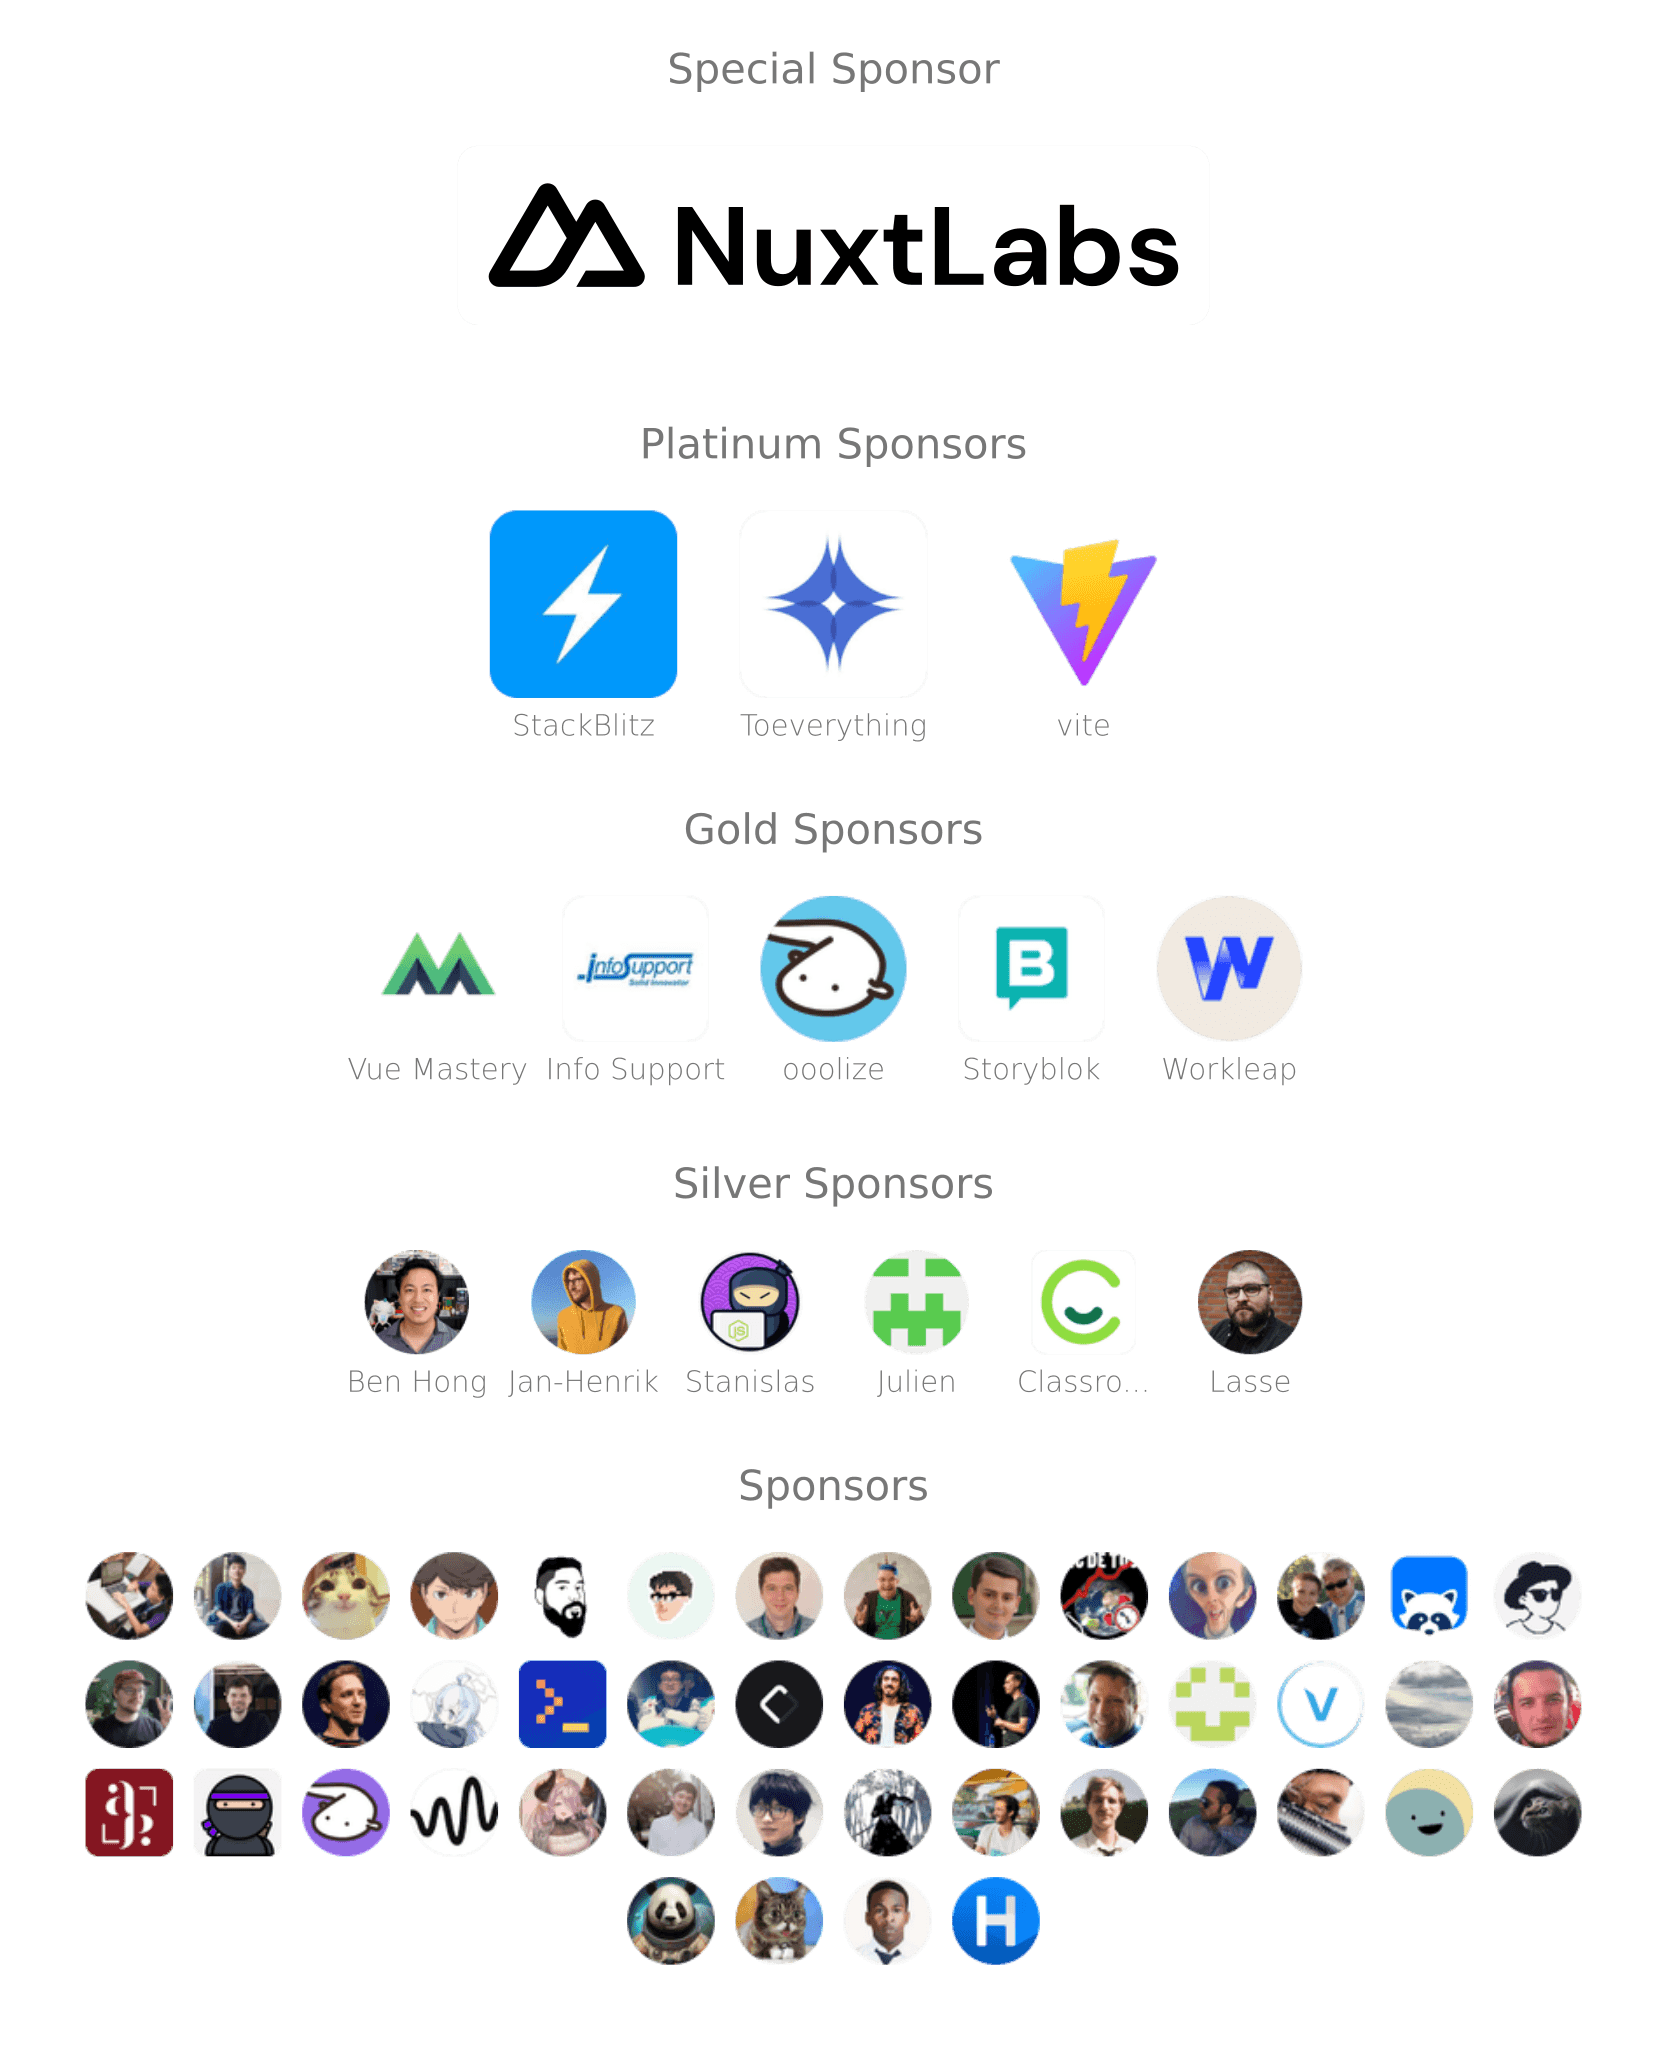 Special Sponsor
NuxtLabs
Platinum Sponsors
StackBlitz Toeverything vite
Gold Sponsors
.infoSupport
B
W
Vue Mastery Info Support ooolize Storyblok Workleap
Silver Sponsors
JS
Ben Hong Jan-Henrik Stanislas Julien Classro... Lasse
Sponsors
V
H